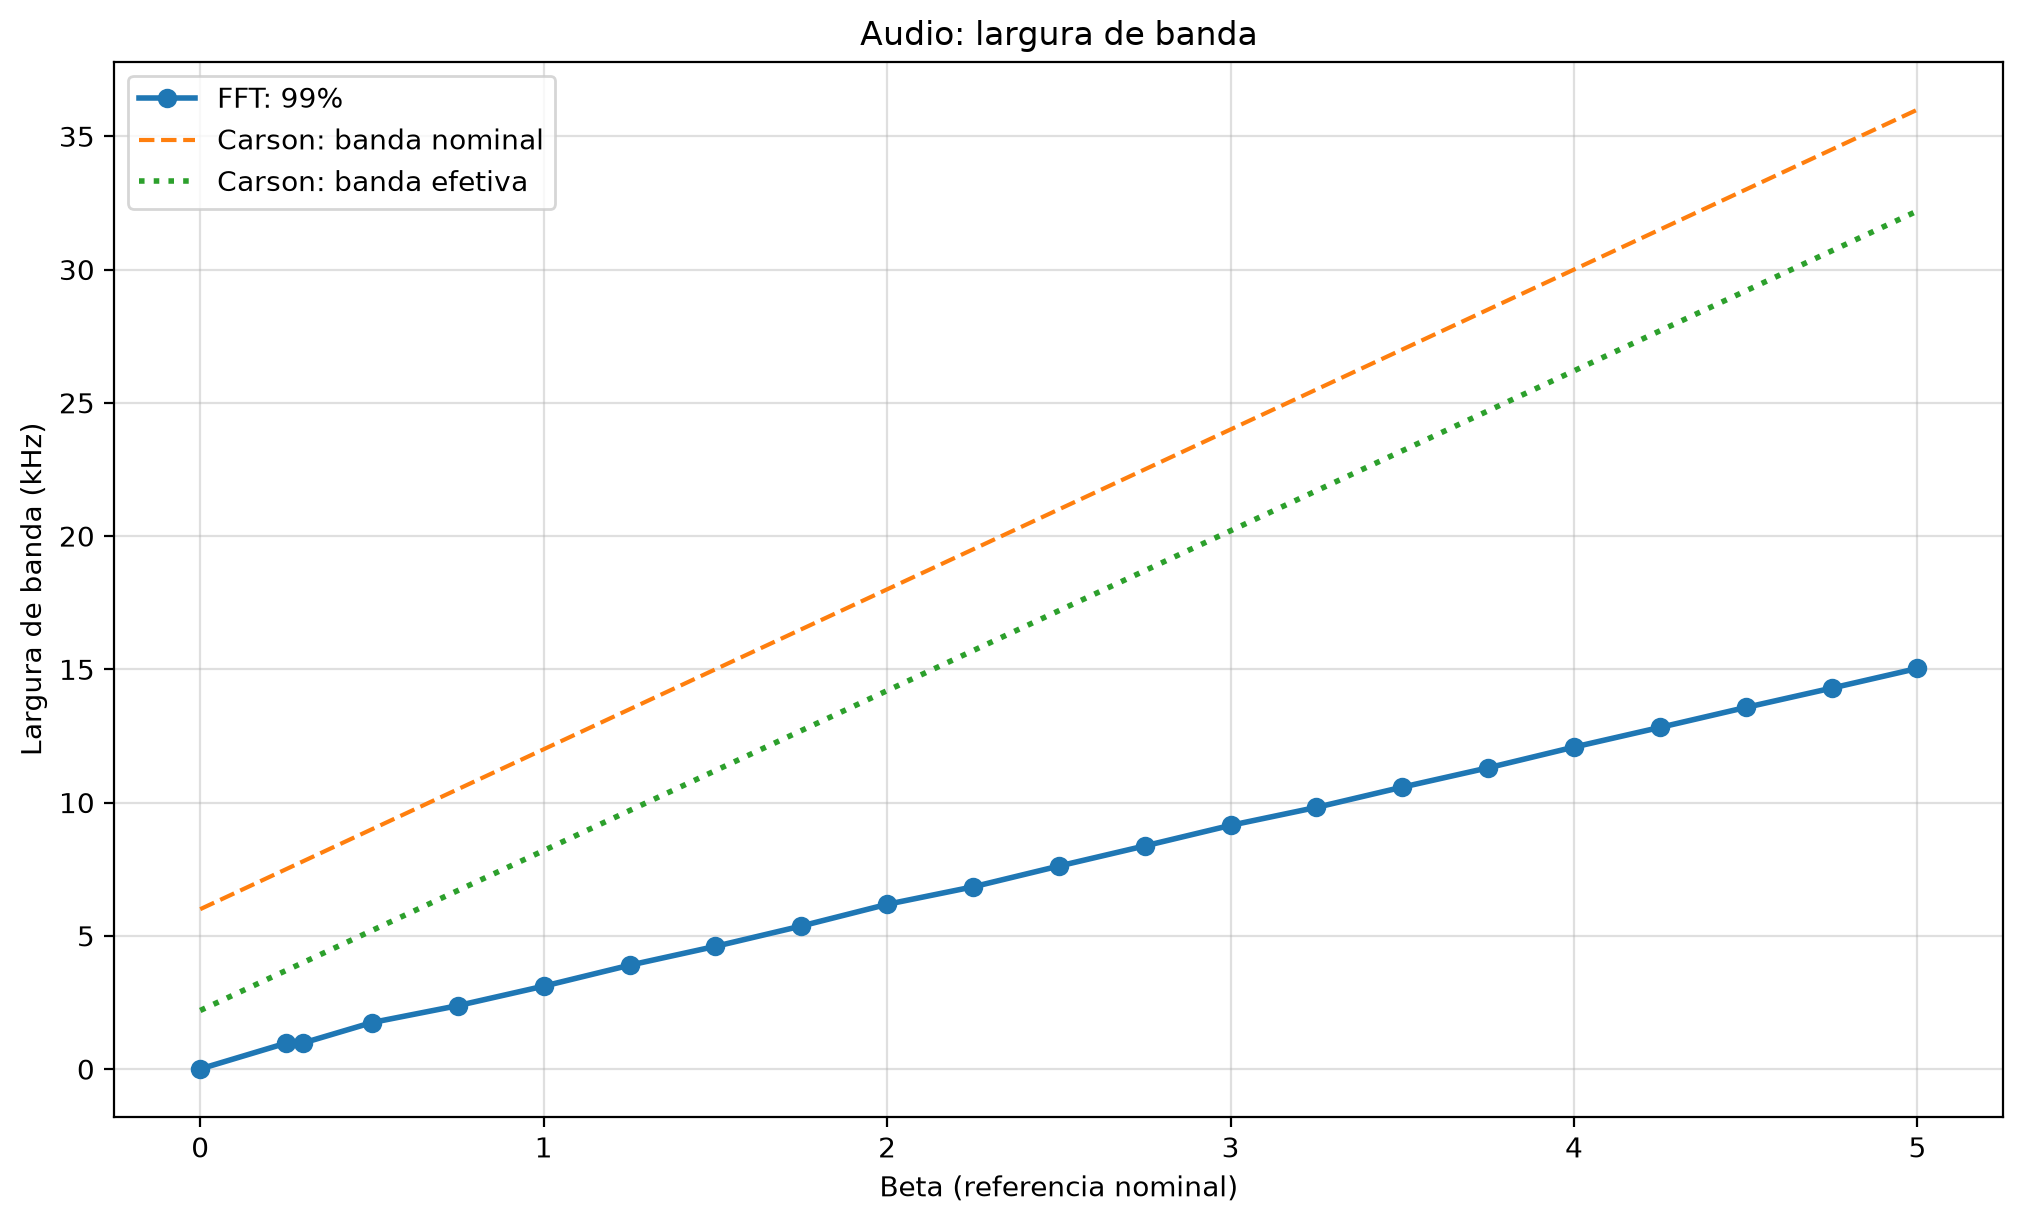 Audio: largura de banda
FFT: 99%
Carson: banda nominal
Carson: banda efetiva
Largura de banda (kHz)
35
30
25
20
15
10
5
0
0 1 2 3 4 5
Beta (referencia nominal)